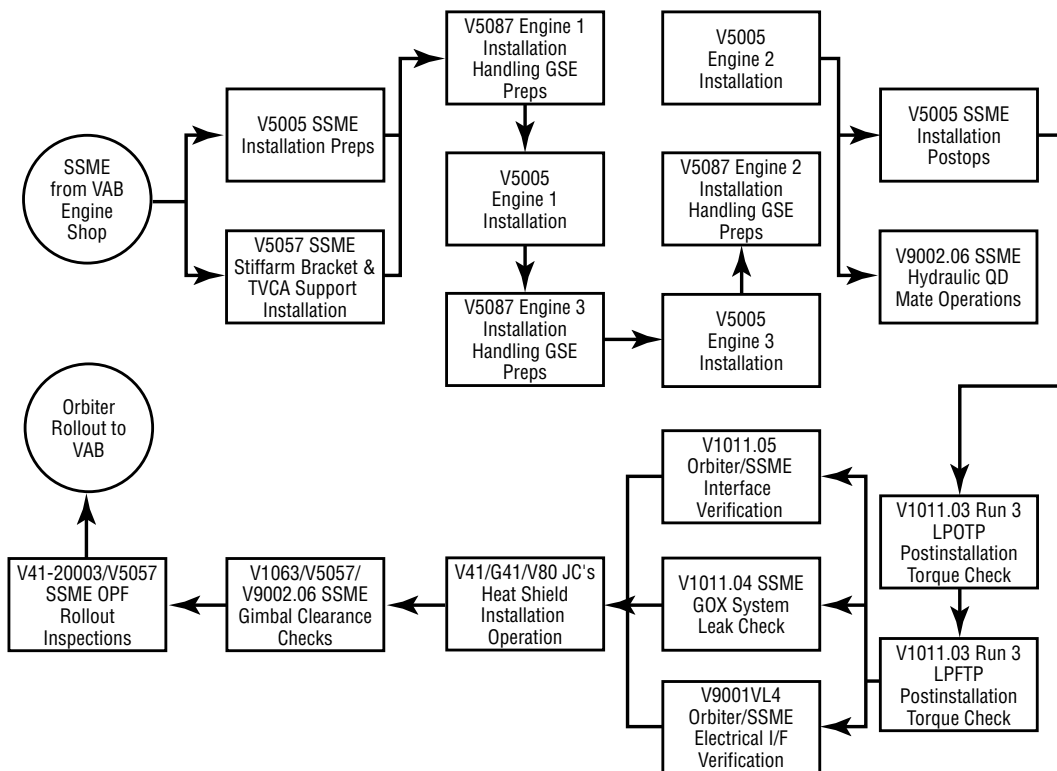 SSME
from VAB
Engine
Shop
V5005 SSME
Installation Preps
V5057 SSME
Stiffarm Bracket &
TVCA Support
Installation
V5087 Engine 1
Installation
Handling GSE
Preps
V5005
Engine 1
Installation
V5087 Engine 3
Installation
Handling GSE
Preps
V5005
Engine 3
Installation
V5087 Engine 2
Installation
Handling GSE
Preps
V5005
Engine 2
Installation
V5005 SSME
Installation
Postops
V9002.06 SSME
Hydraulic QD
Mate Operations
V1011.03 Run 3
LPOTP
Postinstallation
Torque Check
V1011.03 Run 3
LPFTP
Postinstallation
Torque Check
V1011.05
Orbiter/SSME
Interface
Verification
V1011.04 SSME
GOX System
Leak Check
V9001VL4
Orbiter/SSME
Electrical I/F
Verification
V41/G41/V80 JC's
Heat Shield
Installation
Operation
V1063/V5057/
V9002.06 SSME
Gimbal Clearance
Checks
V41-20003/V5057
SSME OPF
Rollout
Inspections
Orbiter
Rollout to
VAB